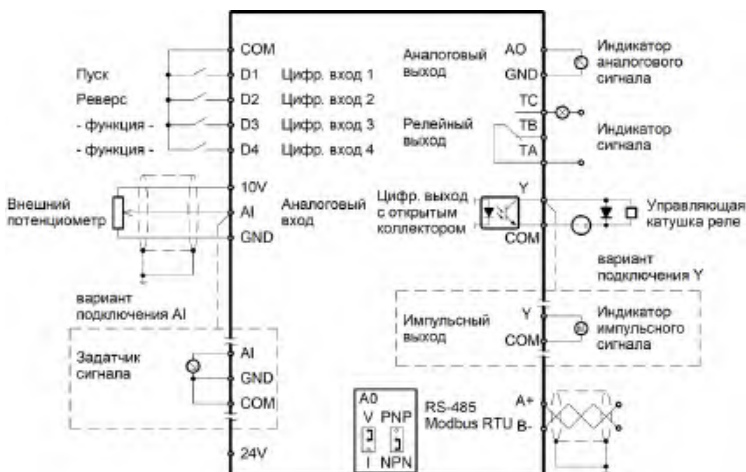 COM
Пуск
D1
Цифр. вход 1
Реверс
D2
Цифр. вход 2
- функция -
D3
Цифр. вход 3
- функция -
D4
Цифр. вход 4
10V
Внешний
потенциометр
AI
Аналоговый
вход
GND
вариант
подключения AI
Задатчик
сигнала
AI
GND
COM
24V
Аналоговый
выход
AO
GND
Индикатор
аналогового
сигнала
Релейный
выход
TC
TB
TA
Индикатор
сигнала
Цифр. выход
с открытым
коллектором
Y
COM
Управляющая
катушка реле
вариант
подключения Y
Импульсный
выход
Y
COM
Индикатор
импульсного
сигнала
A0
V PNP
I NPN
RS-485
Modbus RTU
A+
B-